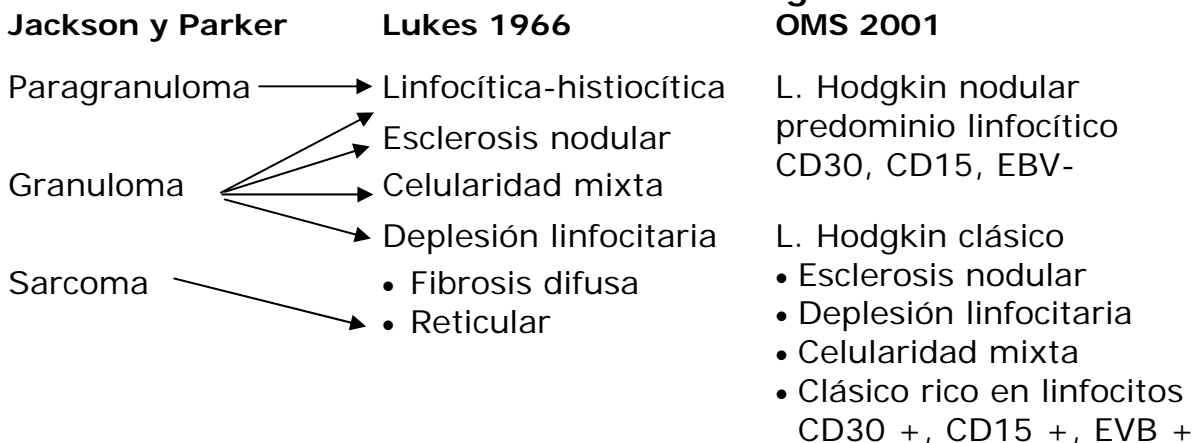 Jackson y Parker
Lukes 1966
OMS 2001
Paragranuloma
Granuloma
Sarcoma
Linfocítica-histiocítica
Esclerosis nodular
Celularidad mixta
Deplesión linfocitaria
• Fibrosis difusa
• Reticular
L. Hodgkin nodular
predominio linfocítico
CD30, CD15, EBV-
L. Hodgkin clásico
• Esclerosis nodular
• Deplesión linfocitaria
• Celularidad mixta
• Clásico rico en linfocitos
CD30 +, CD15 +, EVB +